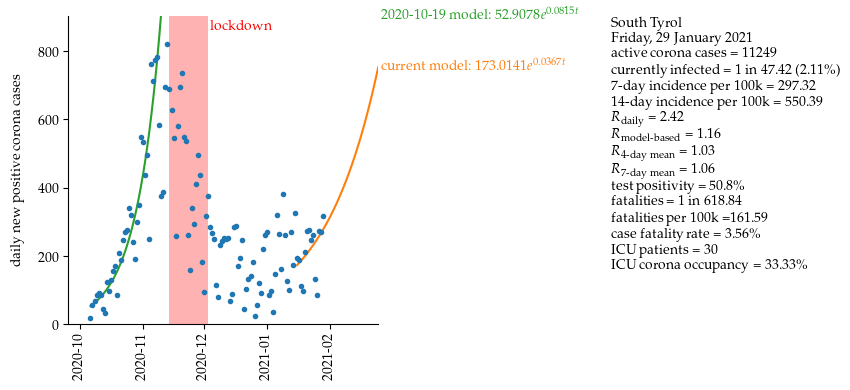 lockdown
2020-10-19 model: 52.9078e^0.0815t
current model: 173.0141e^0.0367t
daily new positive corona cases
800
600
400
200
0
2020-10
2020-11
2020-12
2021-01
2021-02
South Tyrol
Friday, 29 January 2021
active corona cases = 11249
currently infected = 1 in 47.42 (2.11%)
7-day incidence per 100k = 297.32
14-day incidence per 100k = 550.39
R_daily = 2.42
R_model-based = 1.16
R_4-day mean = 1.03
R_7-day mean = 1.06
test positivity = 50.8%
fatalities = 1 in 618.84
fatalities per 100k =161.59
case fatality rate = 3.56%
ICU patients = 30
ICU corona occupancy = 33.33%